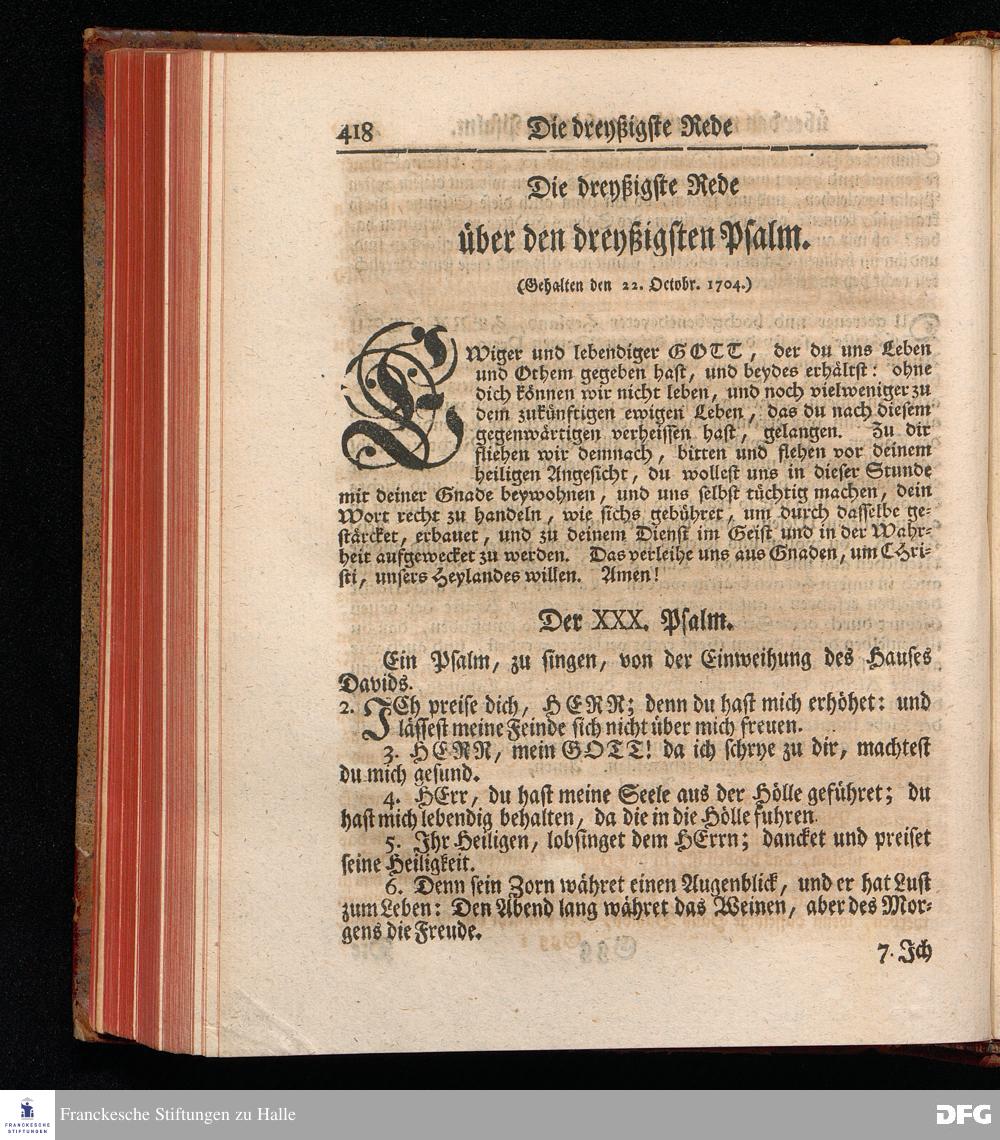 418 Die dreyßigste Rede
Die dreyßigste Rede
über den dreyßigsten Psalm.
(Gehalten den 22. Octobr. 1704.)
EWiger und lebendiger GOTT, der du uns Leben
und Othem gegeben hast, und beydes erhältst: ohne
dich können wir nicht leben, und noch vielweniger zu
dem zukünftigen ewigen Leben, das du nach diesem
gegenwärtigen verheissen hast, gelangen. Zu dir
fliehen wir demnach, bitten und flehen vor deinem
heiligen Angesicht, du wollest uns in dieser Stunde
mit deiner Gnade beywohnen, und uns selbst tüchtig machen, dein
Wort recht zu handeln, wie sichs gebühret, um durch dasselbe ge-
stärcket, erbauet, und zu deinem Dienst im Geist und in der Wahr-
heit aufgewecket zu werden. Das verleihe uns aus Gnaden, um CHri-
sti, unsers Heylandes willen. Amen!
Der XXX. Psalm.
Ein Psalm, zu singen, von der Einweihung des Hauses
Davids.
2. JCh preise dich, HERR; denn du hast mich erhöhet: und
lässest meine Feinde sich nicht über mich freuen.
3. HERR, mein GOTT! da ich schrye zu dir, machtest
du mich gesund.
4. HErr, du hast meine Seele aus der Hölle geführet; du
hast mich lebendig behalten, da die in die Hölle fuhren.
5. Ihr Heiligen, lobsinget dem HErrn; dancket und preiset
seine Heiligkeit.
6. Denn sein Zorn währet einen Augenblick, und er hat Lust
zum Leben: Den Abend lang währet das Weinen, aber des Mor-
gens die Freude.
7. Jch
FRANCKESCHE
STIFTUNGEN
Franckesche Stiftungen zu Halle
DFG